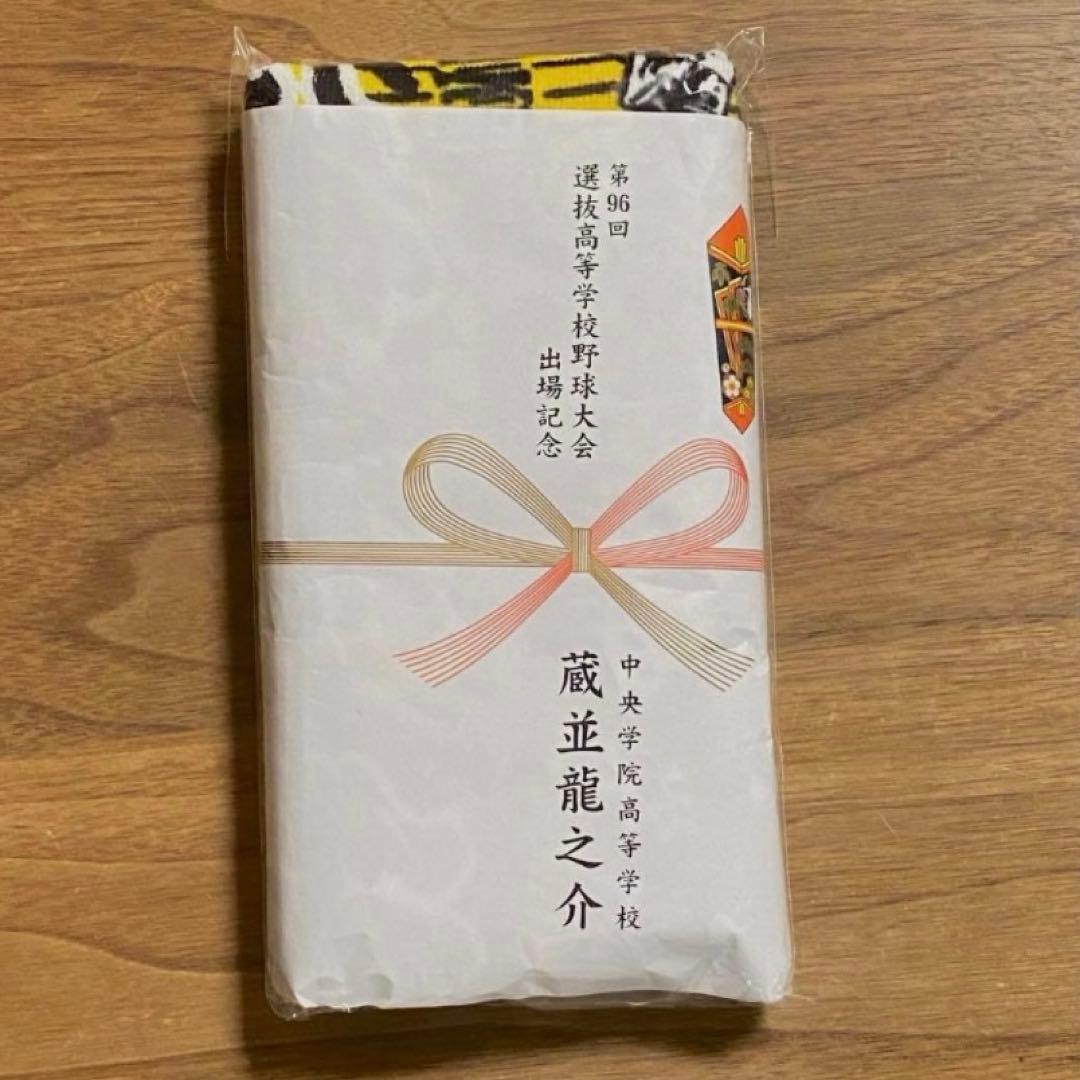 第96回
選抜高等学校野球大会
出場記念
中央学院高等学校
蔵並龍之介